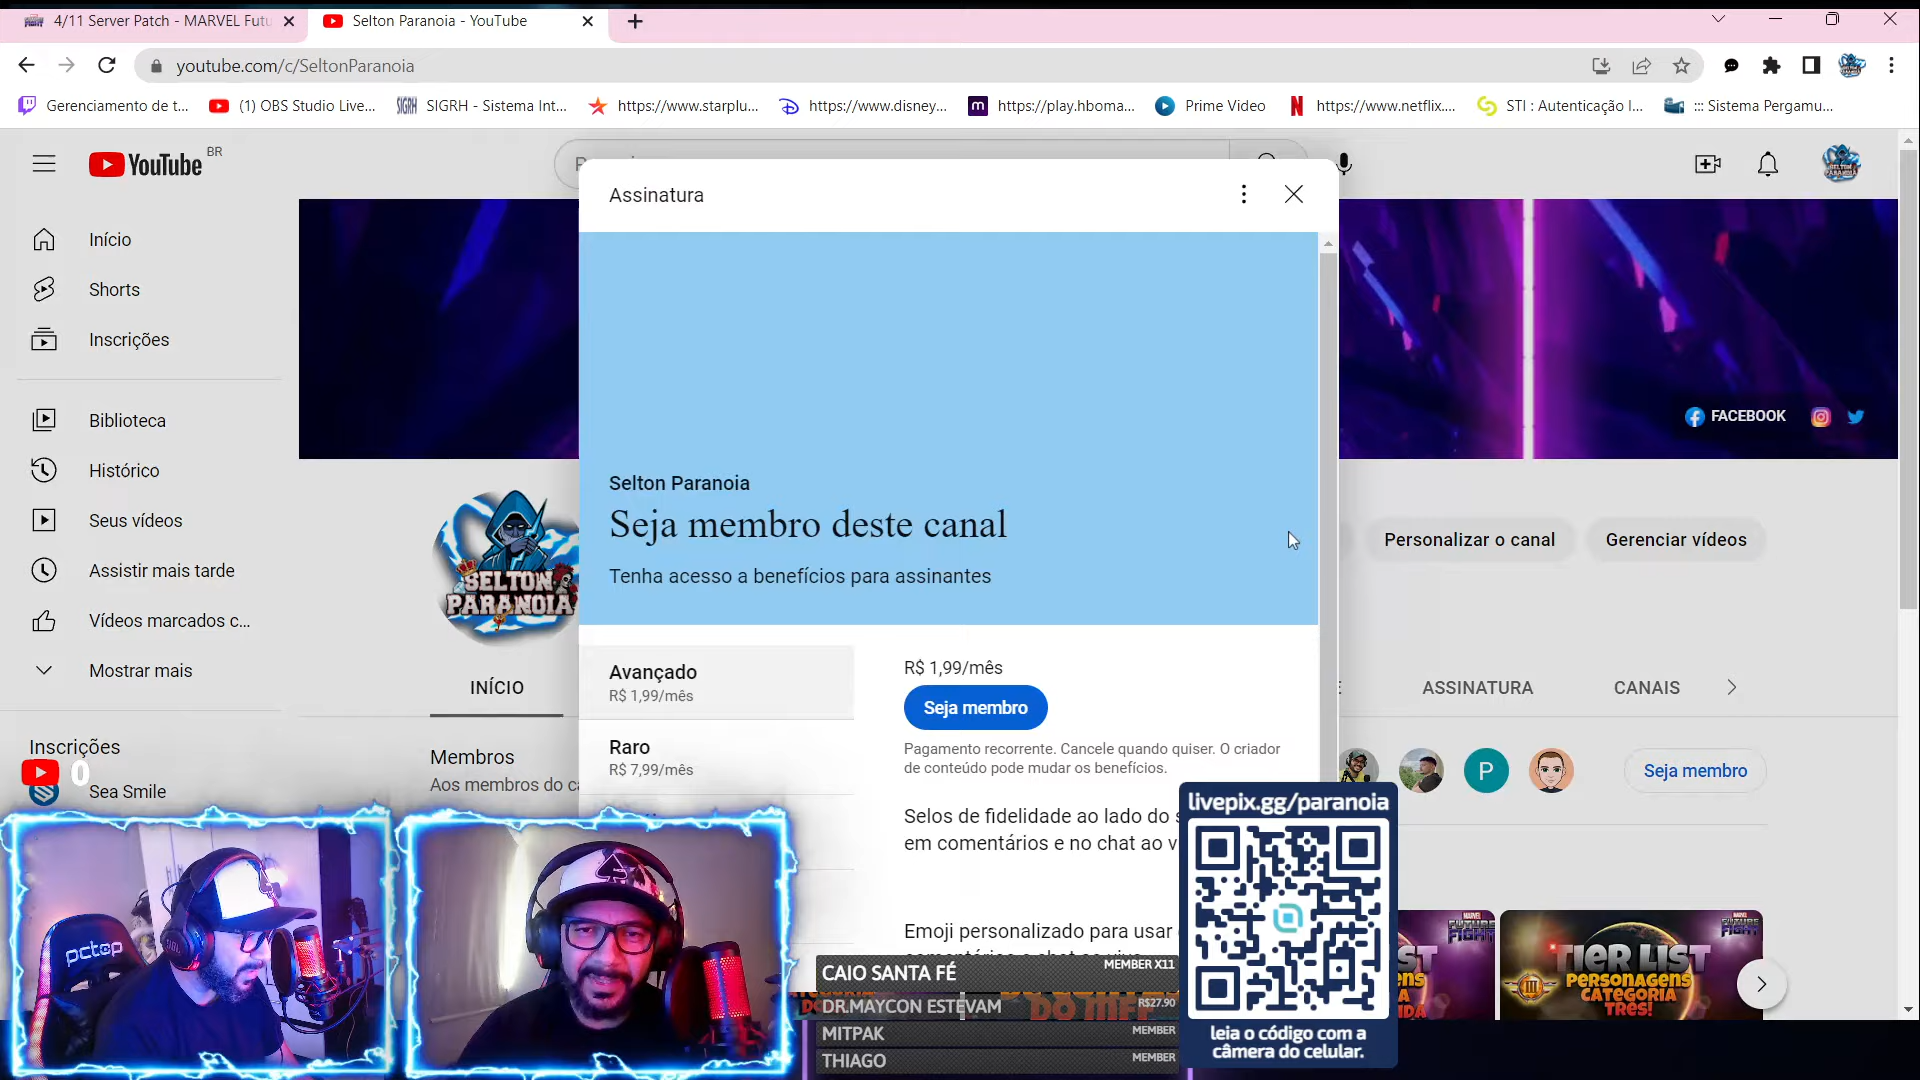 4/11 Server Patch - MARVEL Futu
Selton Paranoia - YouTube
youtube.com/c/SeltonParanoia
Gerenciamento de t...
(1) OBS Studio Live...
SIGRH
SIGRH - Sistema Int...
https://www.starplu...
https://www.disney...
https://play.hboma...
Prime Video
https://www.netflix....
STI : Autenticação I...
::: Sistema Pergamu...
YouTube BR
Assinatura
Início
Shorts
Inscrições
Biblioteca
Histórico
Seus vídeos
Assistir mais tarde
Vídeos marcados c...
Mostrar mais
Inscrições
0
Sea Smile
FACEBOOK
SELTON
PARANOIA
Selton Paranoia
Seja membro deste canal
Tenha acesso a benefícios para assinantes
Personalizar o canal
Gerenciar vídeos
INÍCIO
ASSINATURA
CANAIS
Membros
Aos membros do ca
Avançado
R$ 1,99/mês
Raro
R$ 7,99/mês
R$ 1,99/mês
Seja membro
Pagamento recorrente. Cancele quando quiser. O criador
de conteúdo pode mudar os benefícios.
Selos de fidelidade ao lado do s
em comentários e no chat ao v
Emoji personalizado para usar
P
Seja membro
livepix.gg/paranoia
leia o código com a
câmera do celular.
CAIO SANTA FÉ MEMBER X11
DR.MAYCON ESTEVAM R$27.90
MITPAK MEMBER
THIAGO MEMBER
MARVEL
FUTURE
FIGHT
TIER LIST
PERSONAGENS
CATEGORIA
TRÊS!
pctop